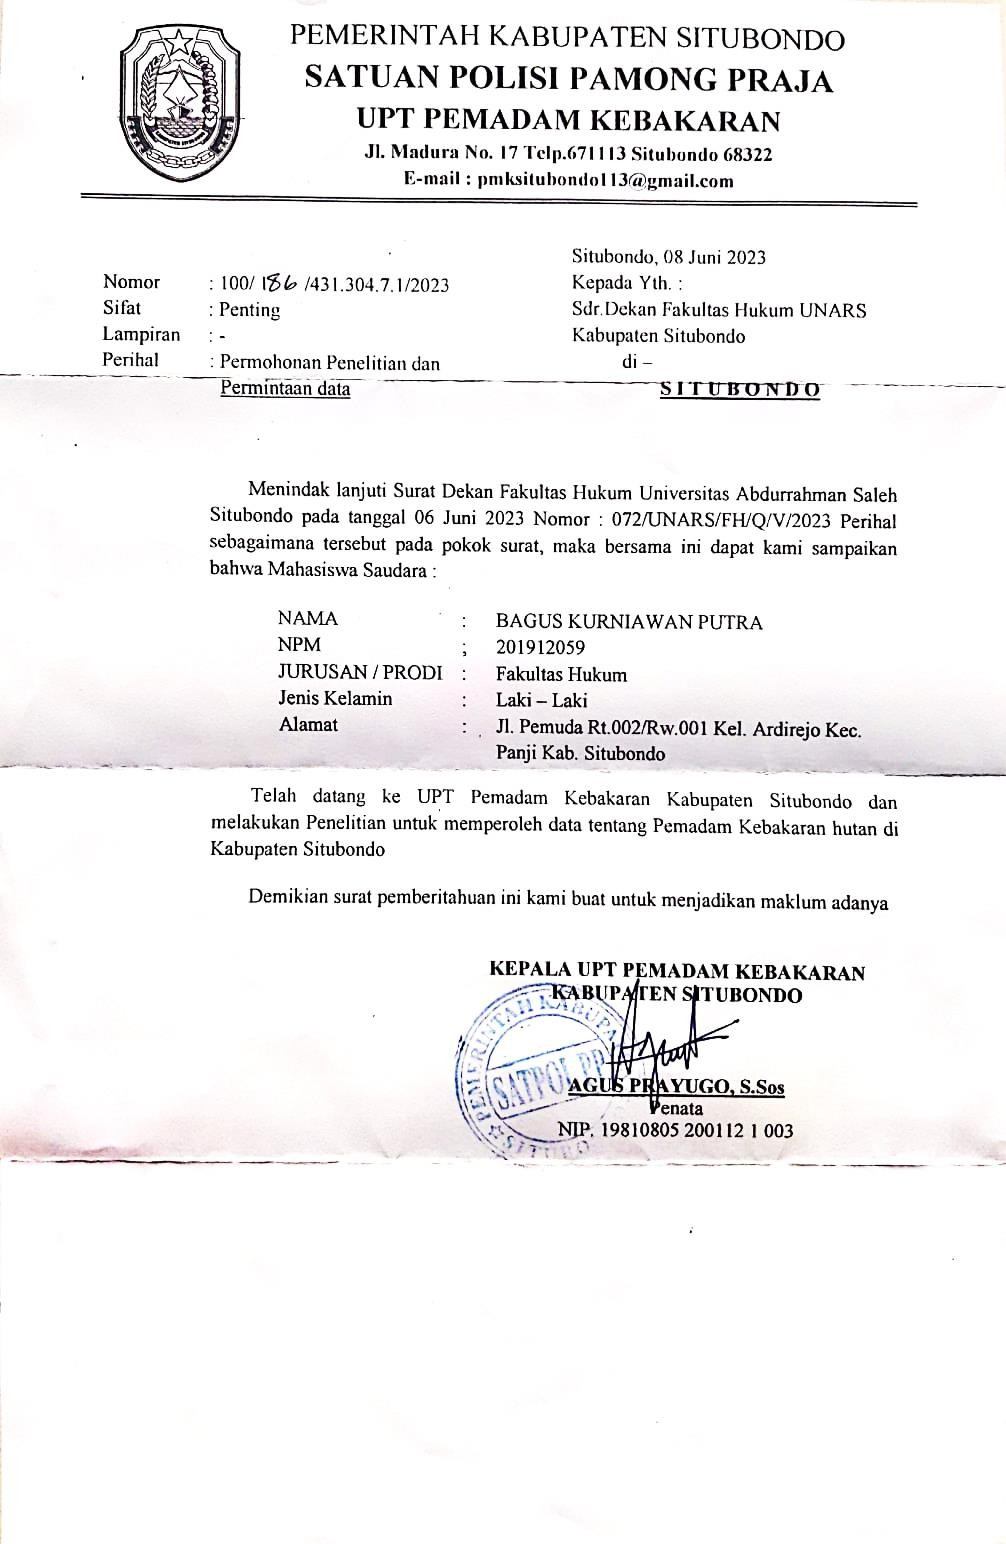 PEMERINTAH KABUPATEN SITUBONDO
SATUAN POLISI PAMONG PRAJA
UPT PEMADAM KEBAKARAN
Jl. Madura No. 17 Telp.671113 Situbondo 68322
E-mail : pmksitubondo113@gmail.com
Situbondo, 08 Juni 2023
Nomor : 100/ 186 /431.304.7.1/2023
Kepada Yth. :
Sifat : Penting
Sdr.Dekan Fakultas Hukum UNARS
Lampiran : -
Kabupaten Situbondo
Perihal : Permohonan Penelitian dan
di –
Permintaan data
S I T U B O N D O
Menindak lanjuti Surat Dekan Fakultas Hukum Universitas Abdurrahman Saleh
Situbondo pada tanggal 06 Juni 2023 Nomor : 072/UNARS/FH/Q/V/2023 Perihal
sebagaimana tersebut pada pokok surat, maka bersama ini dapat kami sampaikan
bahwa Mahasiswa Saudara :
NAMA : BAGUS KURNIAWAN PUTRA
NPM ; 201912059
JURUSAN / PRODI : Fakultas Hukum
Jenis Kelamin : Laki – Laki
Alamat : Jl. Pemuda Rt.002/Rw.001 Kel. Ardirejo Kec.
Panji Kab. Situbondo
Telah datang ke UPT Pemadam Kebakaran Kabupaten Situbondo dan
melakukan Penelitian untuk memperoleh data tentang Pemadam Kebakaran hutan di
Kabupaten Situbondo
Demikian surat pemberitahuan ini kami buat untuk menjadikan maklum adanya
KEPALA UPT PEMADAM KEBAKARAN
KABUPATEN SITUBONDO
PEMERINTAH KABUPA
SATPOL PP
SITUBO
AGUS PRAYUGO, S.Sos
Penata
NIP. 19810805 200112 1 003